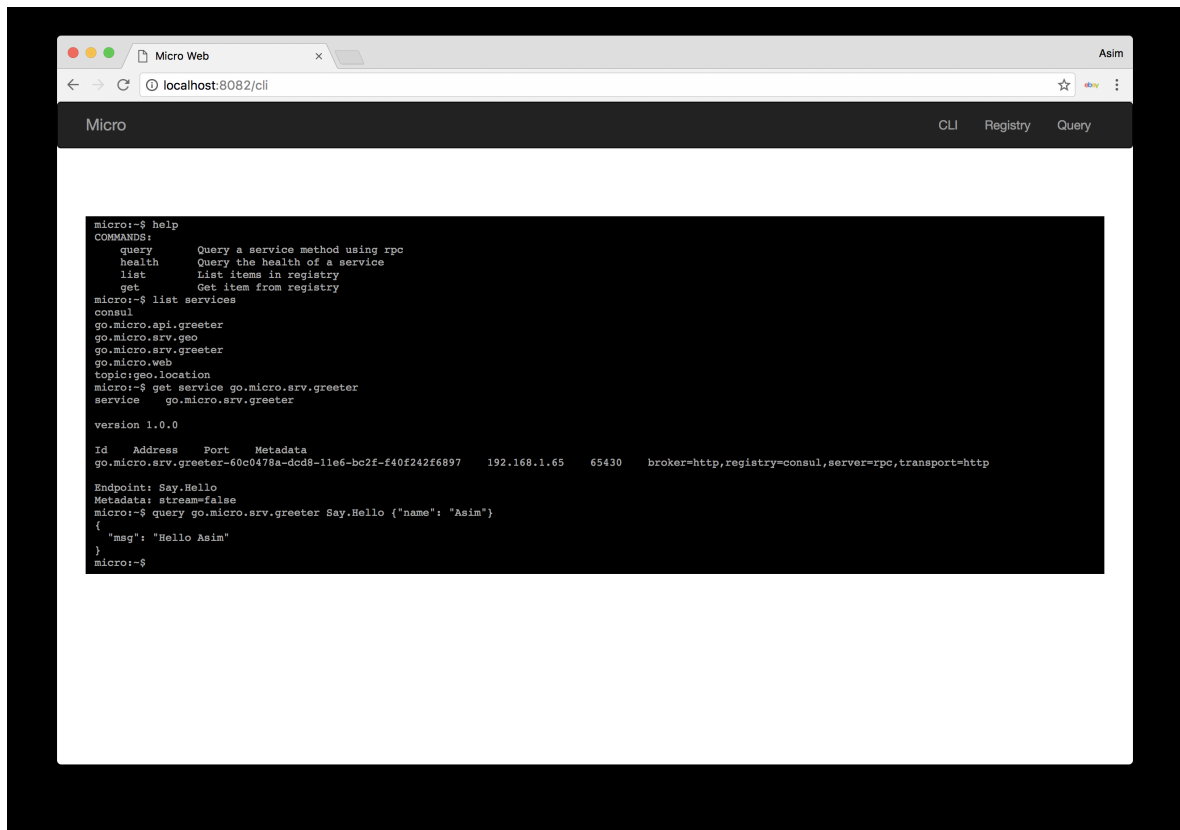 Micro Web
Asim
localhost:8082/cli
ebay
Micro
CLI Registry Query
micro:~$ help
COMMANDS:
    query       Query a service method using rpc
    health      Query the health of a service
    list        List items in registry
    get         Get item from registry
micro:~$ list services
consul
go.micro.api.greeter
go.micro.srv.geo
go.micro.srv.greeter
go.micro.web
topic:geo.location
micro:~$ get service go.micro.srv.greeter
service    go.micro.srv.greeter
version 1.0.0
Id    Address    Port    Metadata
go.micro.srv.greeter-60c0478a-dcd8-11e6-bc2f-f40f242f6897    192.168.1.65    65430    broker=http,registry=consul,server=rpc,transport=http
Endpoint: Say.Hello
Metadata: stream=false
micro:~$ query go.micro.srv.greeter Say.Hello {"name": "Asim"}
{
  "msg": "Hello Asim"
}
micro:~$